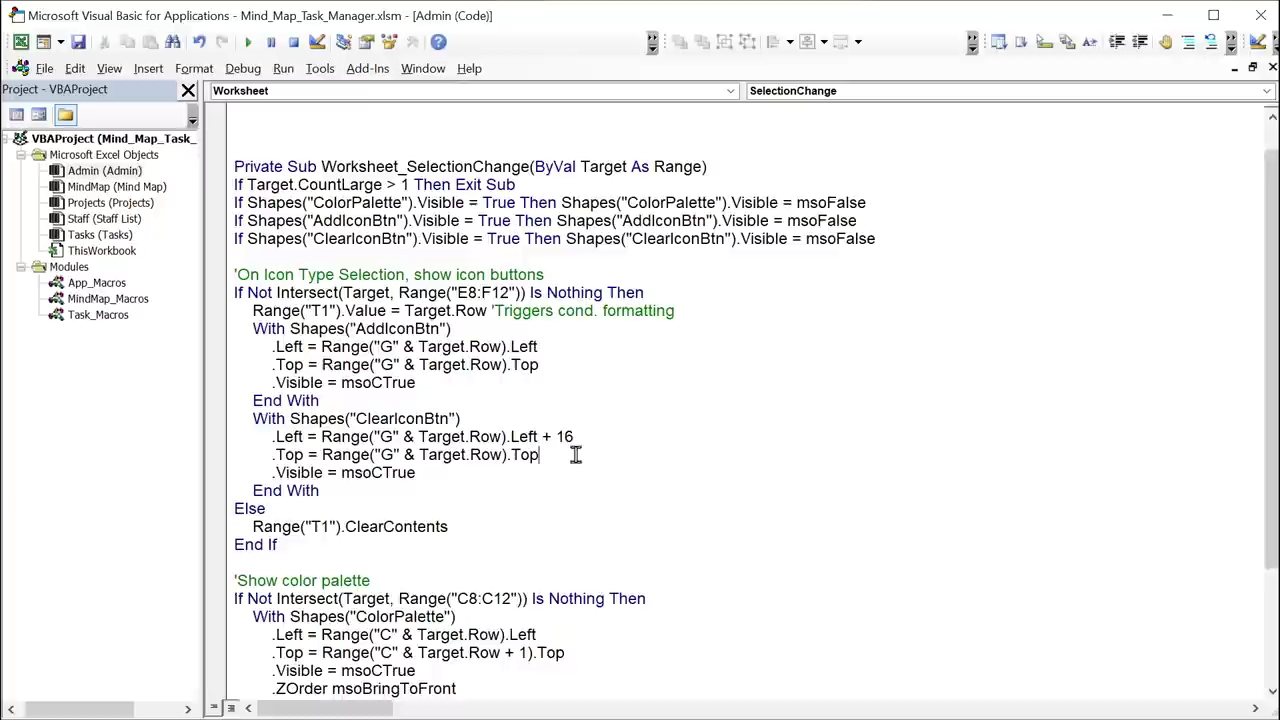 Microsoft Visual Basic for Applications - Mind_Map_Task_Manager.xlsm - [Admin (Code)]
File Edit View Insert Format Debug Run Tools Add-Ins Window Help
Project - VBAProject
Worksheet
SelectionChange
VBAProject (Mind_Map_Task_
Microsoft Excel Objects
Admin (Admin)
MindMap (Mind Map)
Projects (Projects)
Staff (Staff List)
Tasks (Tasks)
ThisWorkbook
Modules
App_Macros
MindMap_Macros
Task_Macros
Private Sub Worksheet_SelectionChange(ByVal Target As Range)
If Target.CountLarge > 1 Then Exit Sub
If Shapes("ColorPalette").Visible = True Then Shapes("ColorPalette").Visible = msoFalse
If Shapes("AddIconBtn").Visible = True Then Shapes("AddIconBtn").Visible = msoFalse
If Shapes("ClearIconBtn").Visible = True Then Shapes("ClearIconBtn").Visible = msoFalse
'On Icon Type Selection, show icon buttons
If Not Intersect(Target, Range("E8:F12")) Is Nothing Then
Range("T1").Value = Target.Row 'Triggers cond. formatting
With Shapes("AddIconBtn")
.Left = Range("G" & Target.Row).Left
.Top = Range("G" & Target.Row).Top
.Visible = msoCTrue
End With
With Shapes("ClearIconBtn")
.Left = Range("G" & Target.Row).Left + 16
.Top = Range("G" & Target.Row).Top
.Visible = msoCTrue
End With
Else
Range("T1").ClearContents
End If
'Show color palette
If Not Intersect(Target, Range("C8:C12")) Is Nothing Then
With Shapes("ColorPalette")
.Left = Range("C" & Target.Row).Left
.Top = Range("C" & Target.Row + 1).Top
.Visible = msoCTrue
.ZOrder msoBringToFront